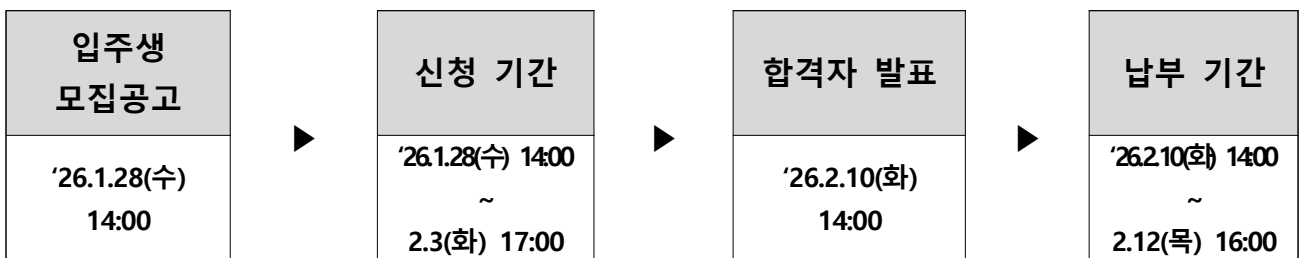 입주생
모집공고
▶
신청 기간
▶
합격자 발표
▶
납부 기간
‘26.1.28(수)
14:00
‘26.1.28(수) 14:00
~
2.3(화) 17:00
‘26.2.10(화)
14:00
‘26.2.10(화) 14:00
~
2.12(목) 16:00